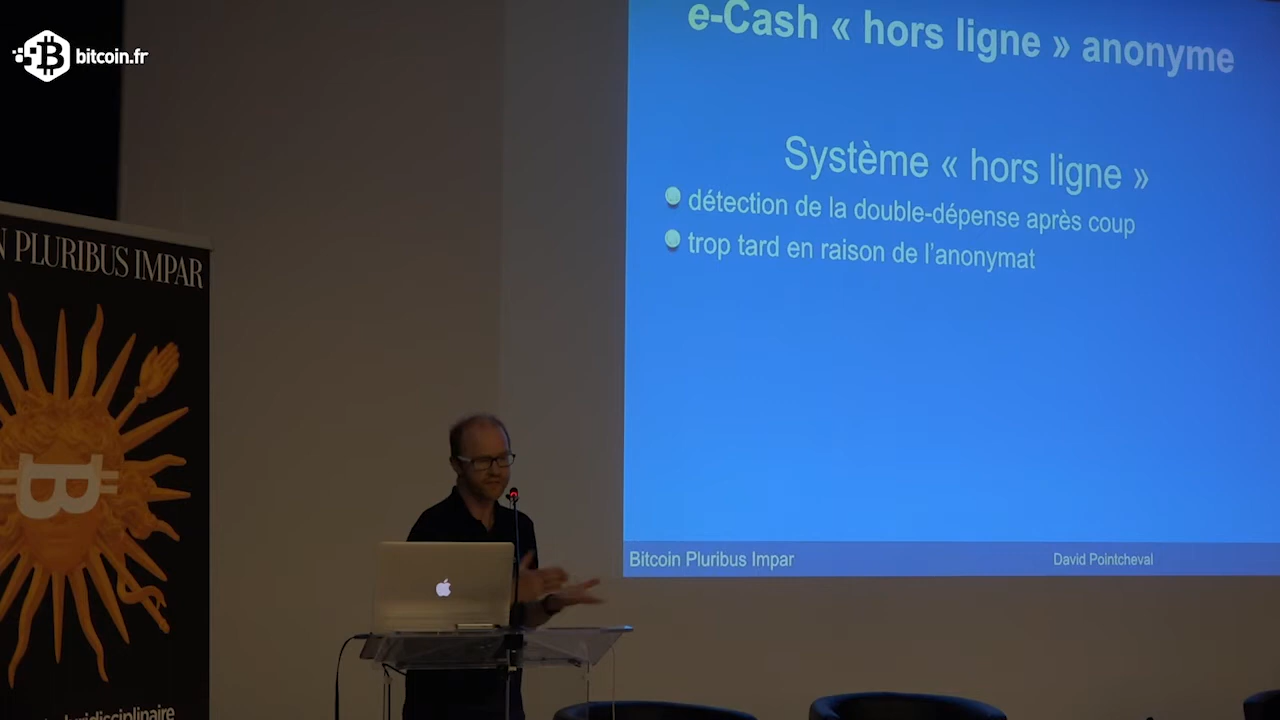 bitcoin.fr
e-Cash « hors ligne » anonyme
Système « hors ligne »
détection de la double-dépense après coup
trop tard en raison de l'anonymat
Bitcoin Pluribus Impar
David Pointcheval
PLURIBUS IMPAR